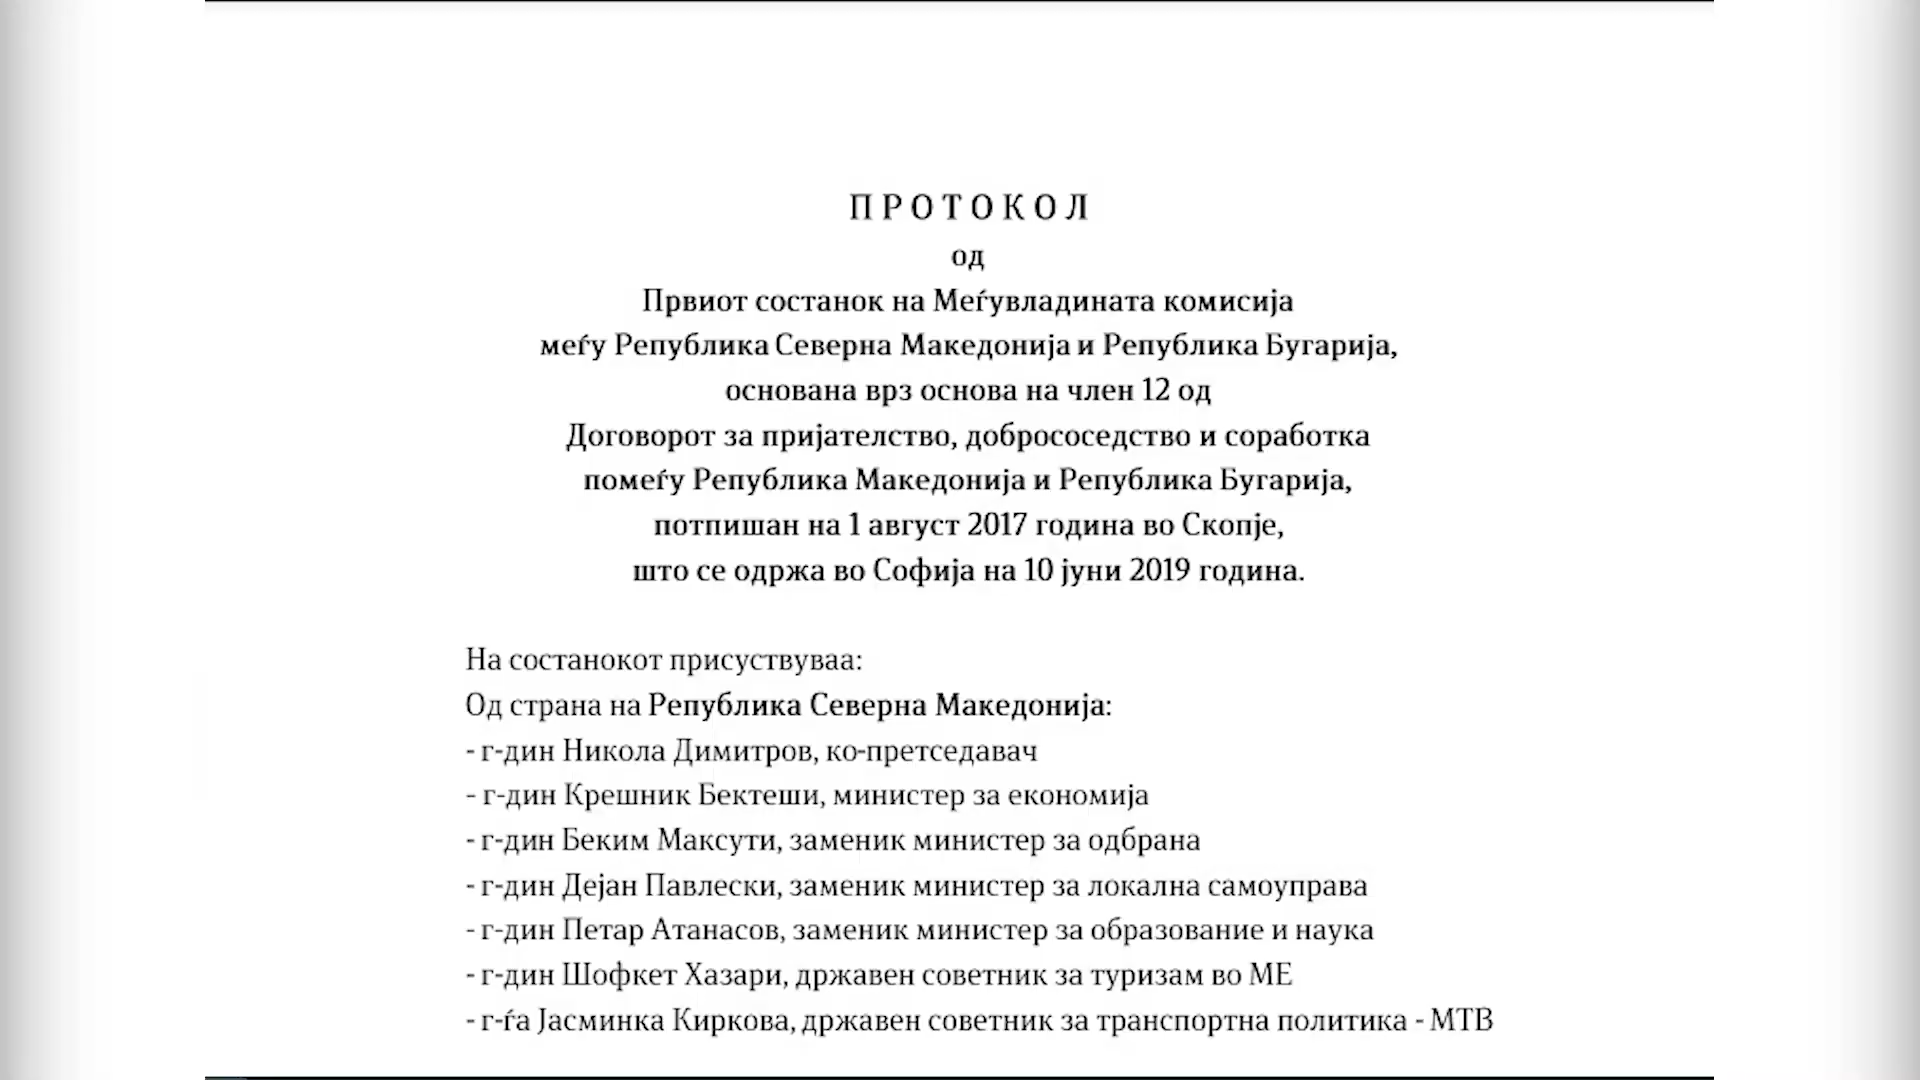 П Р О Т О К О Л
од
Првиот состанок на Меѓувладината комисија
меѓу Република Северна Македонија и Република Бугарија,
основана врз основа на член 12 од
Договорот за пријателство, добрососедство и соработка
помеѓу Република Македонија и Република Бугарија,
потпишан на 1 август 2017 година во Скопје,
што се одржа во Софија на 10 јуни 2019 година.
На состанокот присуствуваа:
Од страна на Република Северна Македонија:
- г-дин Никола Димитров, ко-претседавач
- г-дин Крешник Бектеши, министер за економија
- г-дин Беким Максути, заменик министер за одбрана
- г-дин Дејан Павлески, заменик министер за локална самоуправа
- г-дин Петар Атанасов, заменик министер за образование и наука
- г-дин Шофкет Хазари, државен советник за туризам во МЕ
- г-ѓа Јасминка Киркова, државен советник за транспортна политика - МТВ